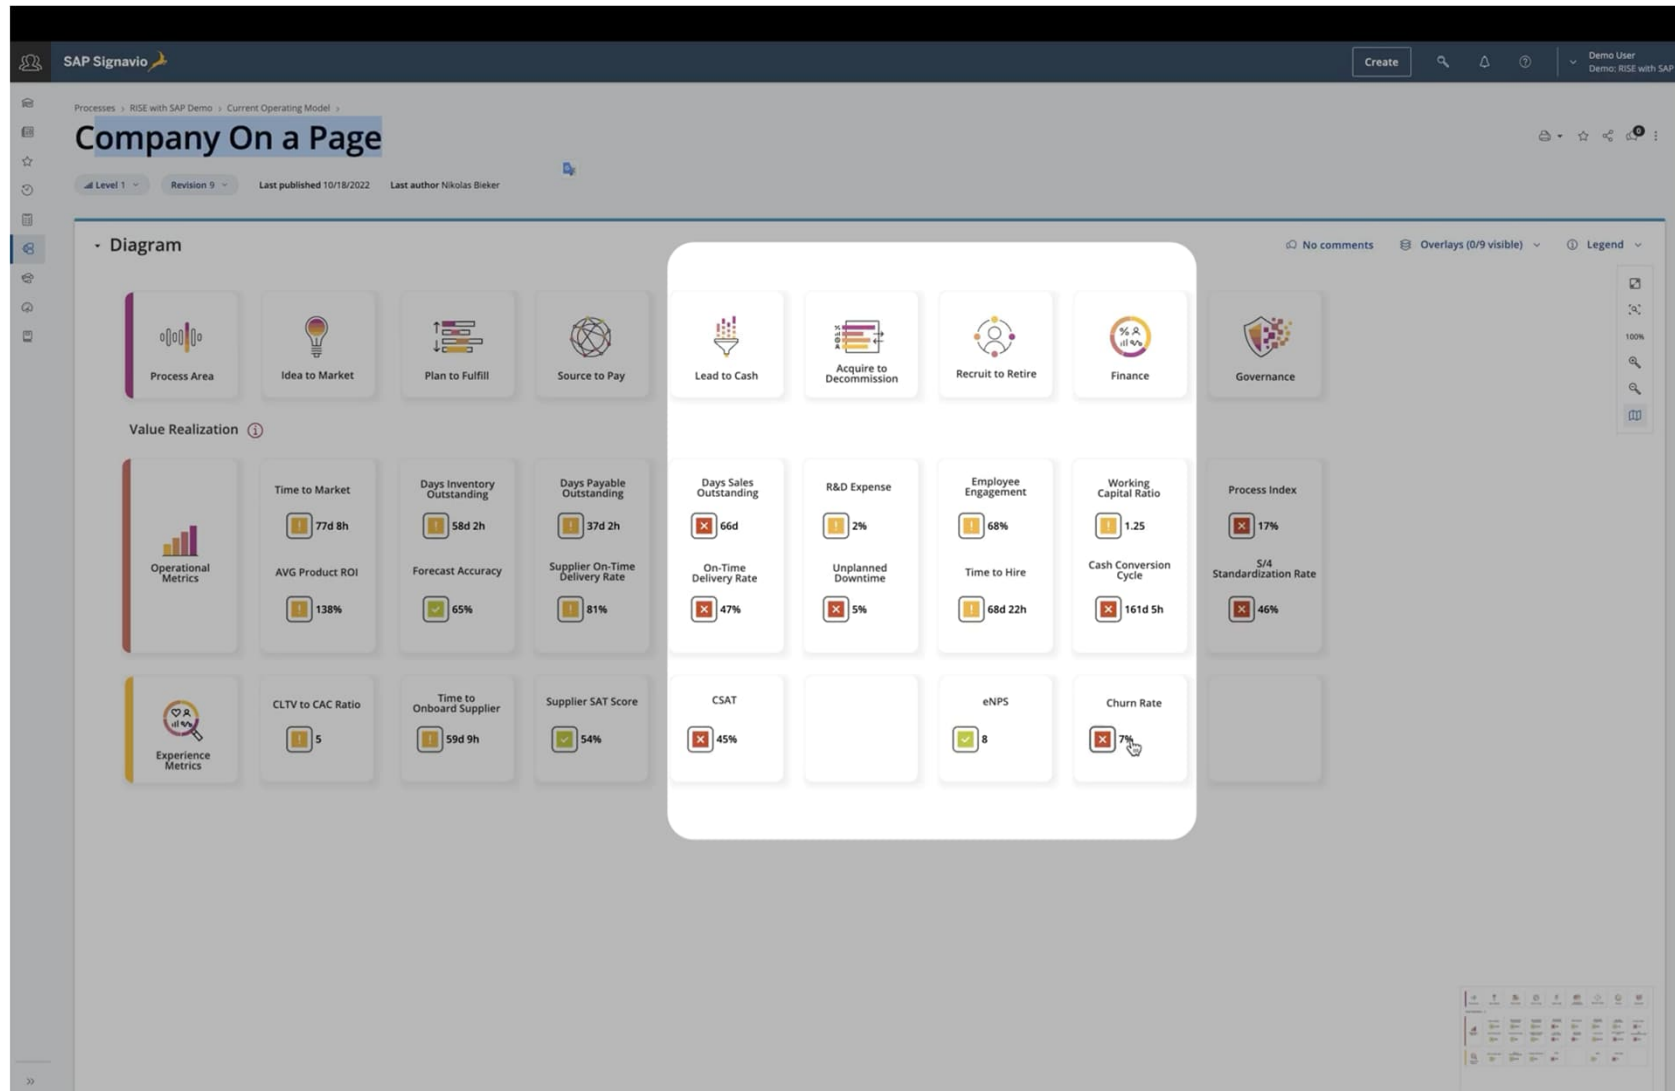 SAP Signavio
Create
Demo User
Demo: RISE with SAP
Processes > RISE with SAP Demo > Current Operating Model >
Company On a Page
0
Level 1
Revision 9
Last published 10/18/2022
Last author Nikolas Bieker
Diagram
No comments
Overlays (0/9 visible)
Legend
100%
Process Area
Idea to Market
Plan to Fulfill
Source to Pay
Lead to Cash
Acquire to
Decommission
Recruit to Retire
Finance
Governance
Value Realization
Operational
Metrics
Time to Market
77d 8h
AVG Product ROI
138%
Days Inventory
Outstanding
58d 2h
Forecast Accuracy
65%
Days Payable
Outstanding
37d 2h
Supplier On-Time
Delivery Rate
81%
Days Sales
Outstanding
66d
On-Time
Delivery Rate
47%
R&D Expense
2%
Unplanned
Downtime
5%
Employee
Engagement
68%
Time to Hire
68d 22h
Working
Capital Ratio
1.25
Cash Conversion
Cycle
161d 5h
Process Index
17%
S/4
Standardization Rate
46%
Experience
Metrics
CLTV to CAC Ratio
5
Time to
Onboard Supplier
59d 9h
Supplier SAT Score
54%
CSAT
45%
eNPS
8
Churn Rate
7%